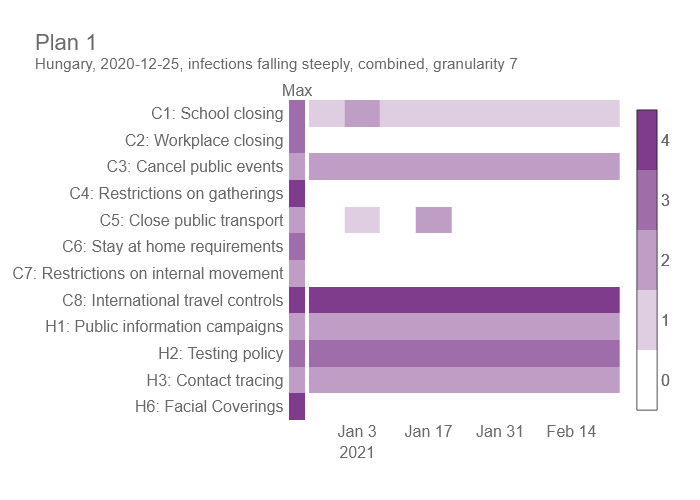 Plan 1
Hungary, 2020-12-25, infections falling steeply, combined, granularity 7
Max
C1: School closing
C2: Workplace closing
C3: Cancel public events
C4: Restrictions on gatherings
C5: Close public transport
C6: Stay at home requirements
C7: Restrictions on internal movement
C8: International travel controls
H1: Public information campaigns
H2: Testing policy
H3: Contact tracing
H6: Facial Coverings
Jan 3 Jan 17 Jan 31 Feb 14
2021
4
3
2
1
0